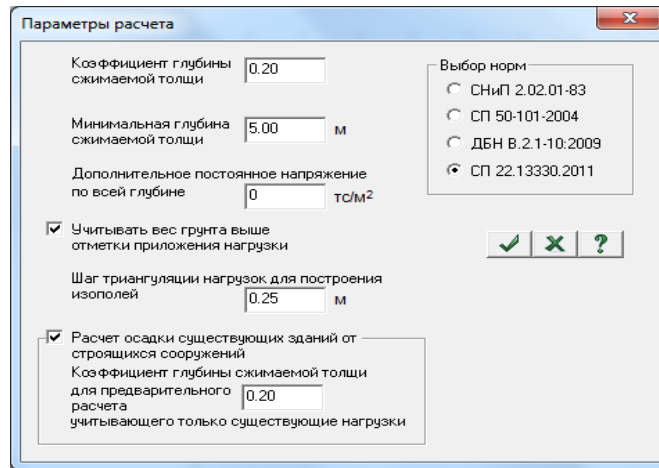 Параметры расчета
Коэффициент глубины
сжимаемой толщи
0.20
Минимальная глубина
сжимаемой толщи
5.00 м
Дополнительное постоянное напряжение
по всей глубине
0 тс/м²
Учитывать вес грунта выше
отметки приложения нагрузки
Шаг триангуляции нагрузок для построения
изополей
0.25 м
Расчет осадки существующих зданий от
строящихся сооружений
Коэффициент глубины сжимаемой толщи
для предварительного
расчета
0.20
учитывающего только существующие нагрузки
Выбор норм
СНиП 2.02.01-83
СП 50-101-2004
ДБН В.2.1-10:2009
СП 22.13330.2011
?